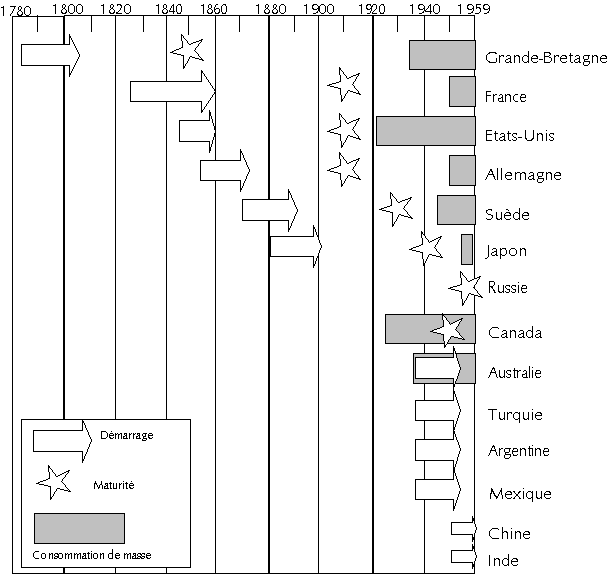 1780 1800 1820 1840 1860 1880 1900 1920 1940 1959
Grande-Bretagne
France
Etats-Unis
Allemagne
Suède
Japon
Russie
Canada
Australie
Turquie
Argentine
Mexique
Chine
Inde
Démarrage
Maturité
Consommation de masse